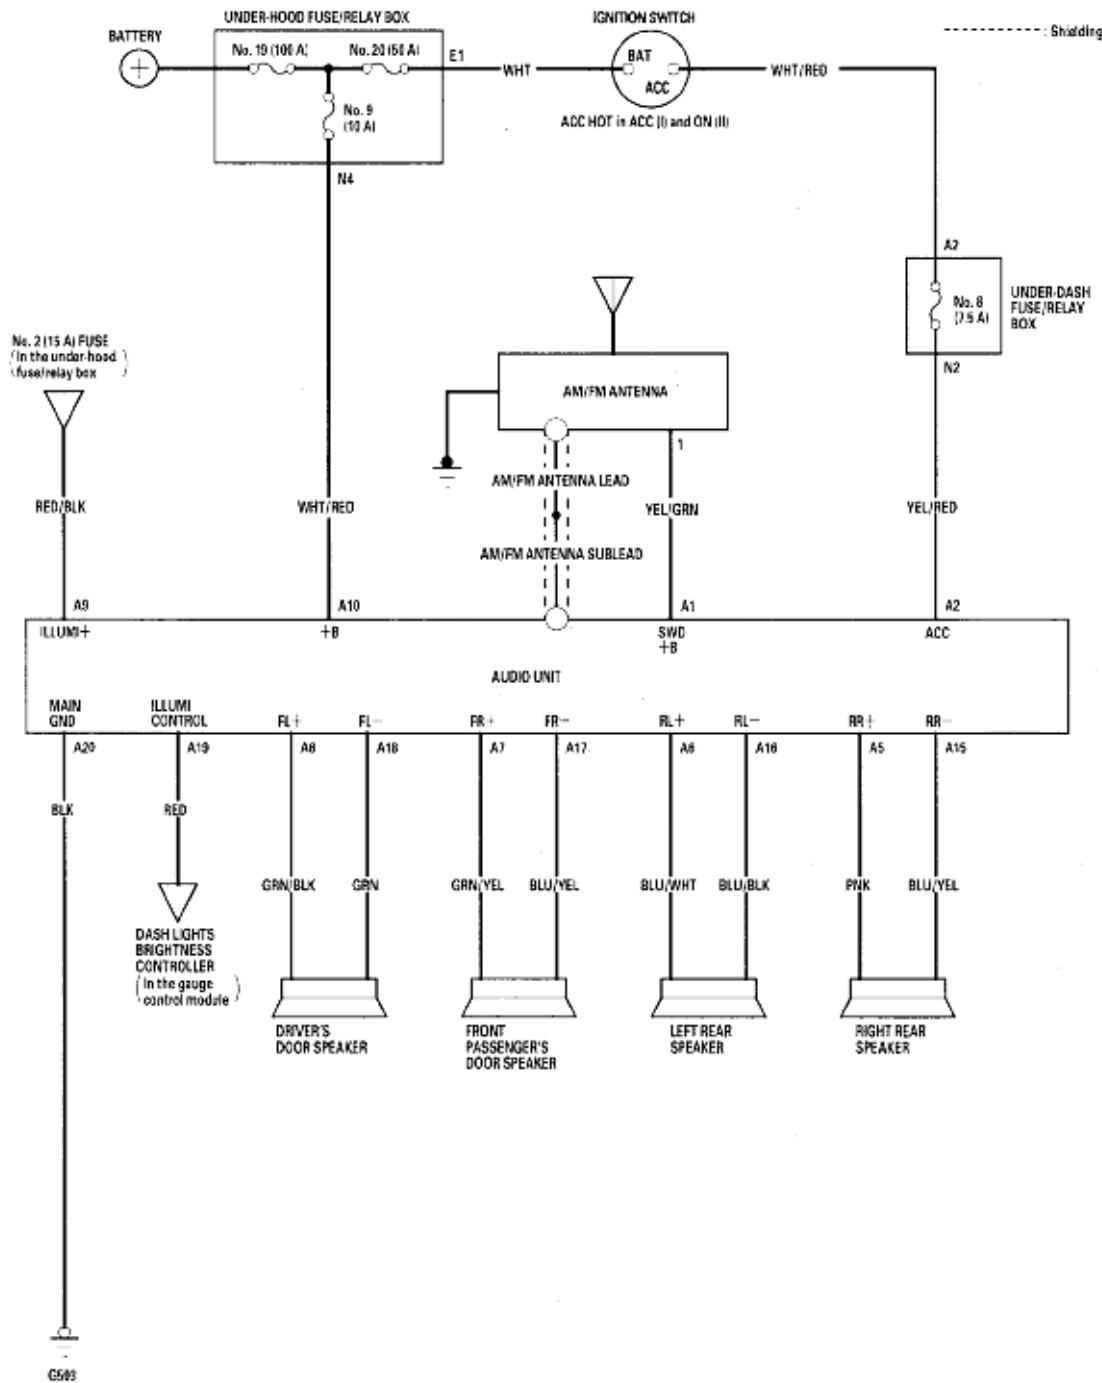 UNDER-HOOD FUSE/RELAY BOX
IGNITION SWITCH
BATTERY
: Shielding
No. 19 (100 A)
No. 20 (50 A)
E1
BAT
WHT
WHT/RED
ACC
No. 9
(10 A)
ACC HOT in ACC (I) and ON (II)
N4
A2
No. 8
(7.5 A)
UNDER-DASH
FUSE/RELAY
BOX
N2
No. 2 (15 A) FUSE
(In the under-hood
fuse/relay box)
AM/FM ANTENNA
1
AM/FM ANTENNA LEAD
RED/BLK
WHT/RED
YEL/GRN
YEL/RED
AM/FM ANTENNA SUBLEAD
A9
A10
A1
A2
ILLUMI+
+B
SWD
+B
ACC
AUDIO UNIT
MAIN
GND
ILLUMI
CONTROL
FL+
FL-
FR+
FR-
RL+
RL-
RR+
RR-
A20
A19
A8
A18
A7
A17
A6
A16
A5
A15
BLK
RED
GRN/BLK
GRN
GRN/YEL
BLU/YEL
BLU/WHT
BLU/BLK
PNK
BLU/YEL
DASH LIGHTS
BRIGHTNESS
CONTROLLER
(In the gauge
control module)
DRIVER'S
DOOR SPEAKER
FRONT
PASSENGER'S
DOOR SPEAKER
LEFT REAR
SPEAKER
RIGHT REAR
SPEAKER
G503